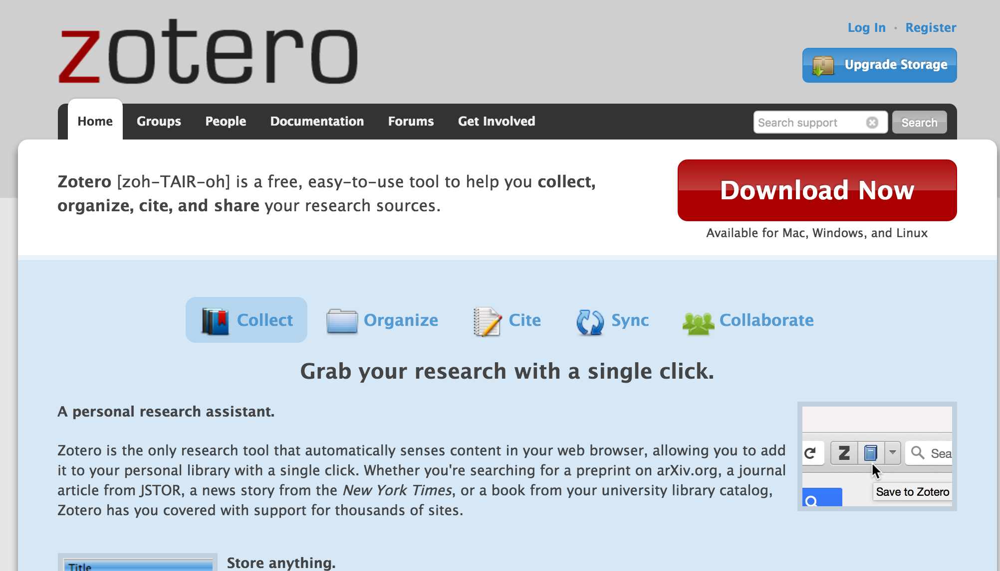 zotero
Log In · Register
Upgrade Storage
Home Groups People Documentation Forums Get Involved
Search support Search
Zotero [zoh-TAIR-oh] is a free, easy-to-use tool to help you collect,
organize, cite, and share your research sources.
Download Now
Available for Mac, Windows, and Linux
Collect Organize Cite Sync Collaborate
Grab your research with a single click.
A personal research assistant.
Zotero is the only research tool that automatically senses content in your web browser, allowing you to add
it to your personal library with a single click. Whether you're searching for a preprint on arXiv.org, a journal
article from JSTOR, a news story from the New York Times, or a book from your university library catalog,
Zotero has you covered with support for thousands of sites.
Z Sea
Save to Zotero
Title
Store anything.